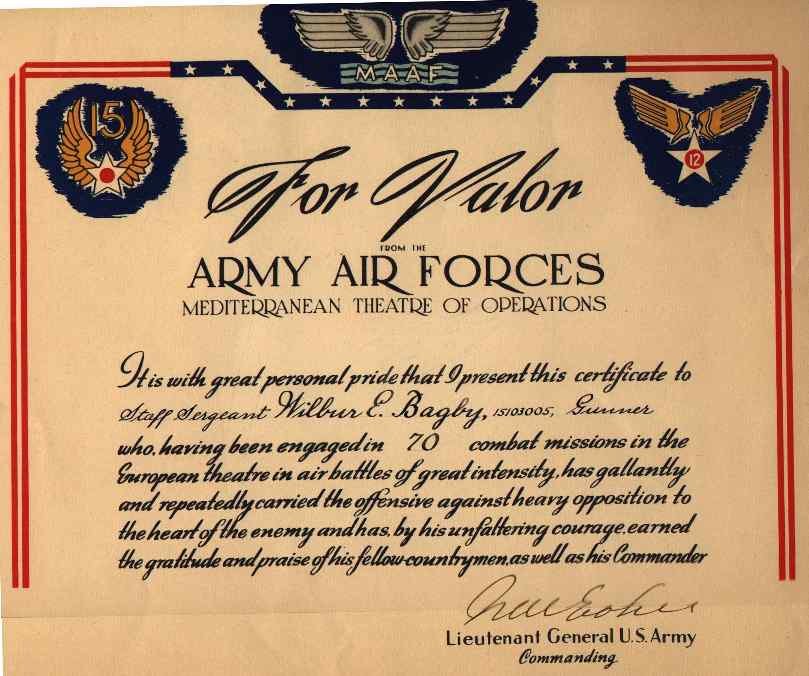 MAAF
15
12
For Valor
FROM THE
ARMY AIR FORCES
MEDITERRANEAN THEATRE OF OPERATIONS
It is with great personal pride that I present this certificate to
Staff Sergeant Wilbur E. Bagby, 15103005, Gunner
who, having been engaged in 70 combat missions in the
European theatre in air battles of great intensity, has gallantly
and repeatedly carried the offensive against heavy opposition to
the heart of the enemy and has, by his unfaltering courage, earned
the gratitude and praise of his fellow-countrymen, as well as his Commander
Lieutenant General U.S. Army
Commanding